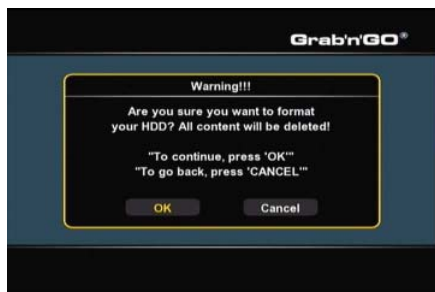 Grab'n'GO®
Warning!!!
Are you sure you want to format
your HDD? All content will be deleted!
"To continue, press 'OK'"
"To go back, press 'CANCEL'"
OK
Cancel